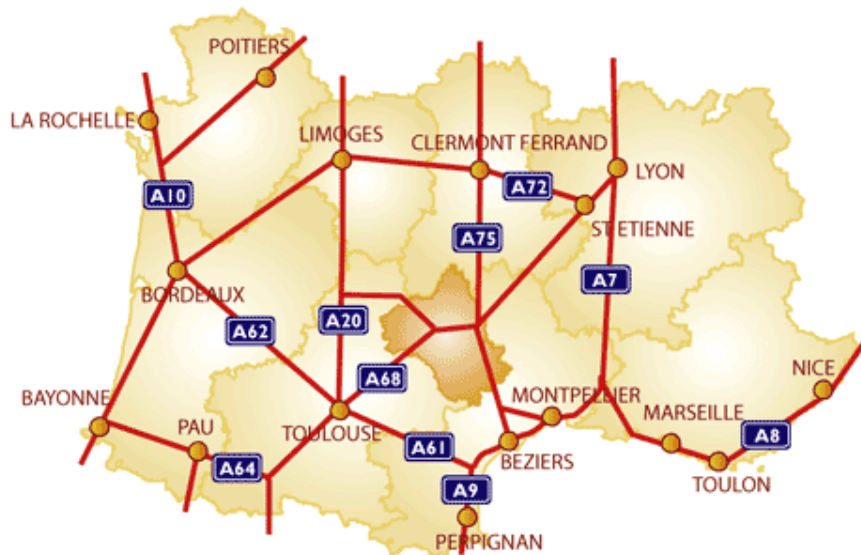 POITIERS
LA ROCHELLE
LIMOGES
CLERMONT FERRAND
LYON
A72
A10
ST ETIENNE
A75
A7
BORDEAUX
A62
A20
A68
NICE
BAYONNE
MONTPELLIER
MARSEILLE
PAU
TOULOUSE
A61
A8
BEZIERS
A64
A9
TOULON
PERPIGNAN